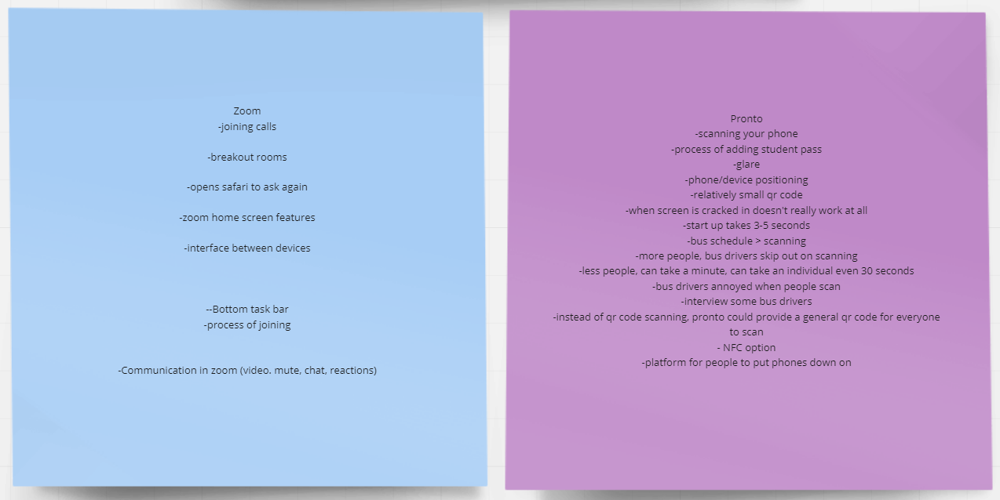 Zoom
-joining calls
-breakout rooms
-opens safari to ask again
-zoom home screen features
-interface between devices
--Bottom task bar
-process of joining
-Communication in zoom (video. mute, chat, reactions)
Pronto
-scanning your phone
-process of adding student pass
-glare
-phone/device positioning
-relatively small qr code
-when screen is cracked in doesn't really work at all
-start up takes 3-5 seconds
-bus schedule > scanning
-more people, bus drivers skip out on scanning
-less people, can take a minute, can take an individual even 30 seconds
-bus drivers annoyed when people scan
-interview some bus drivers
-instead of qr code scanning, pronto could provide a general qr code for everyone
to scan
- NFC option
-platform for people to put phones down on